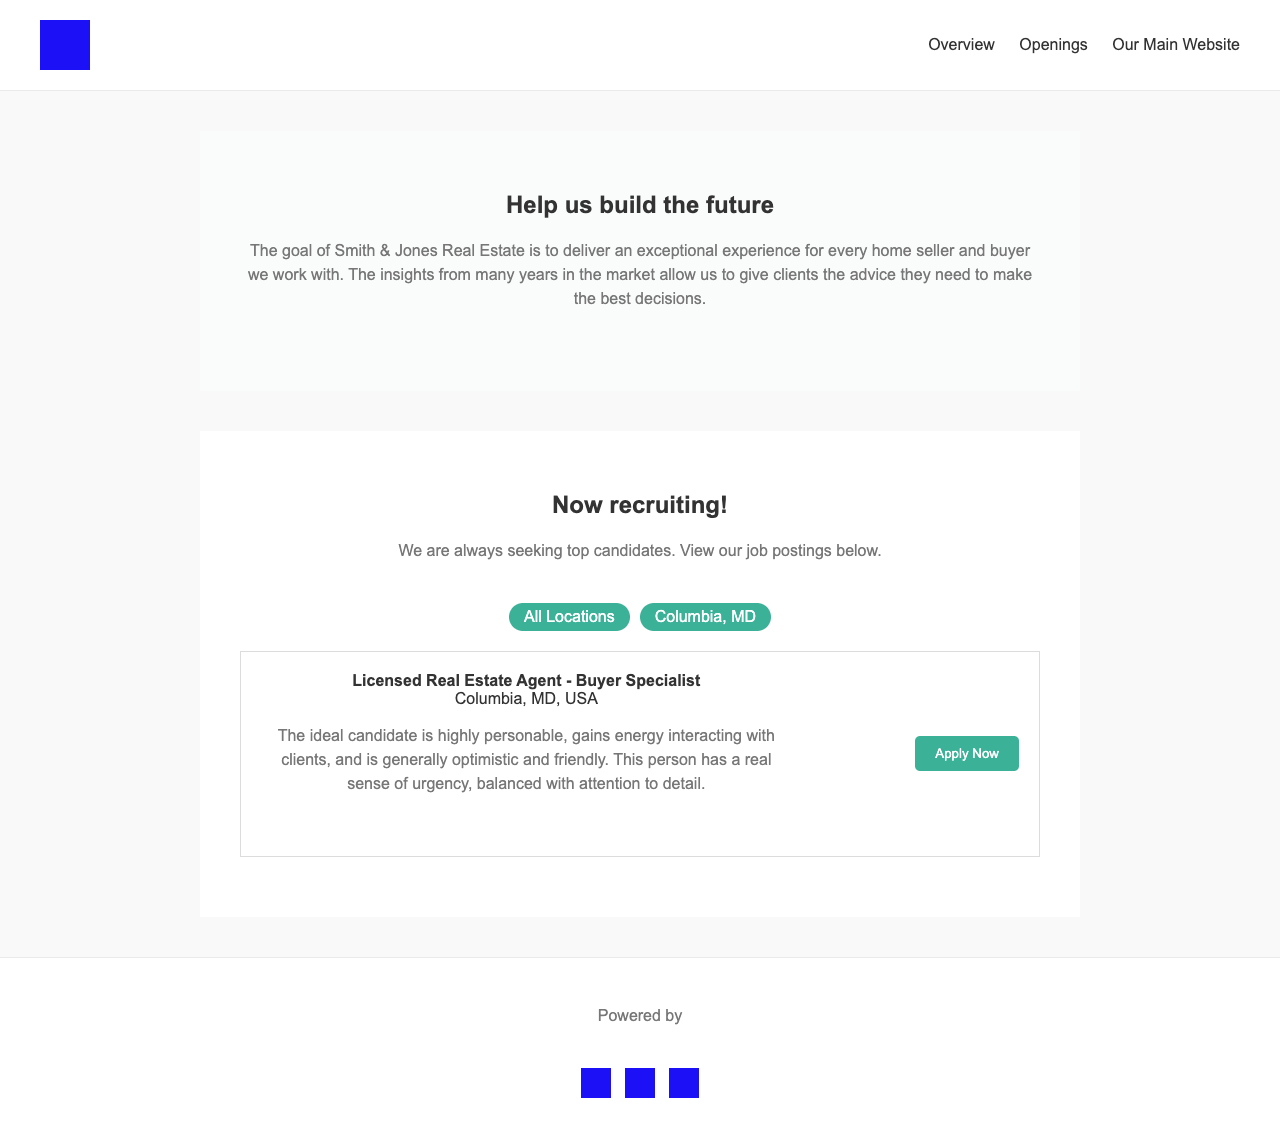 Overview Openings Our Main Website
Help us build the future
The goal of Smith & Jones Real Estate is to deliver an exceptional experience for every home seller and buyer
we work with. The insights from many years in the market allow us to give clients the advice they need to make
the best decisions.
Now recruiting!
We are always seeking top candidates. View our job postings below.
All Locations Columbia, MD
Licensed Real Estate Agent - Buyer Specialist
Columbia, MD, USA
The ideal candidate is highly personable, gains energy interacting with
clients, and is generally optimistic and friendly. This person has a real
sense of urgency, balanced with attention to detail.
Apply Now
Powered by